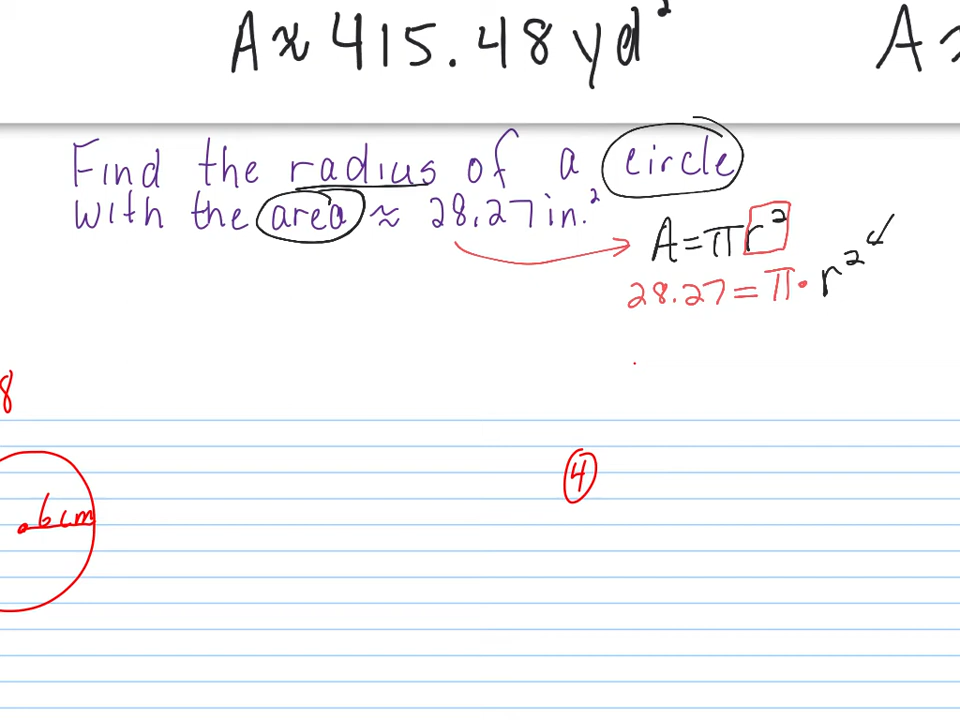 A ≈ 415.48 yd²
A ≈
Find the radius of a circle
with the area ≈ 28.27 in.²
A = πr²
28.27 = π · r²
8
6cm
4